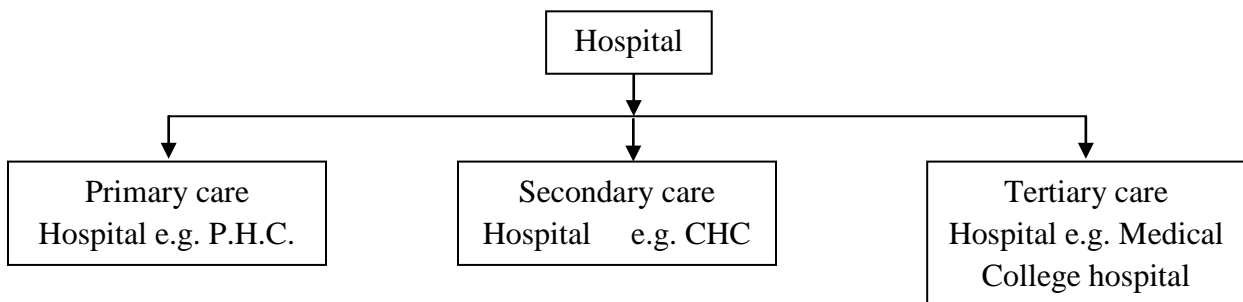 Hospital
Primary care
Hospital e.g. P.H.C.
Secondary care
Hospital e.g. CHC
Tertiary care
Hospital e.g. Medical
College hospital